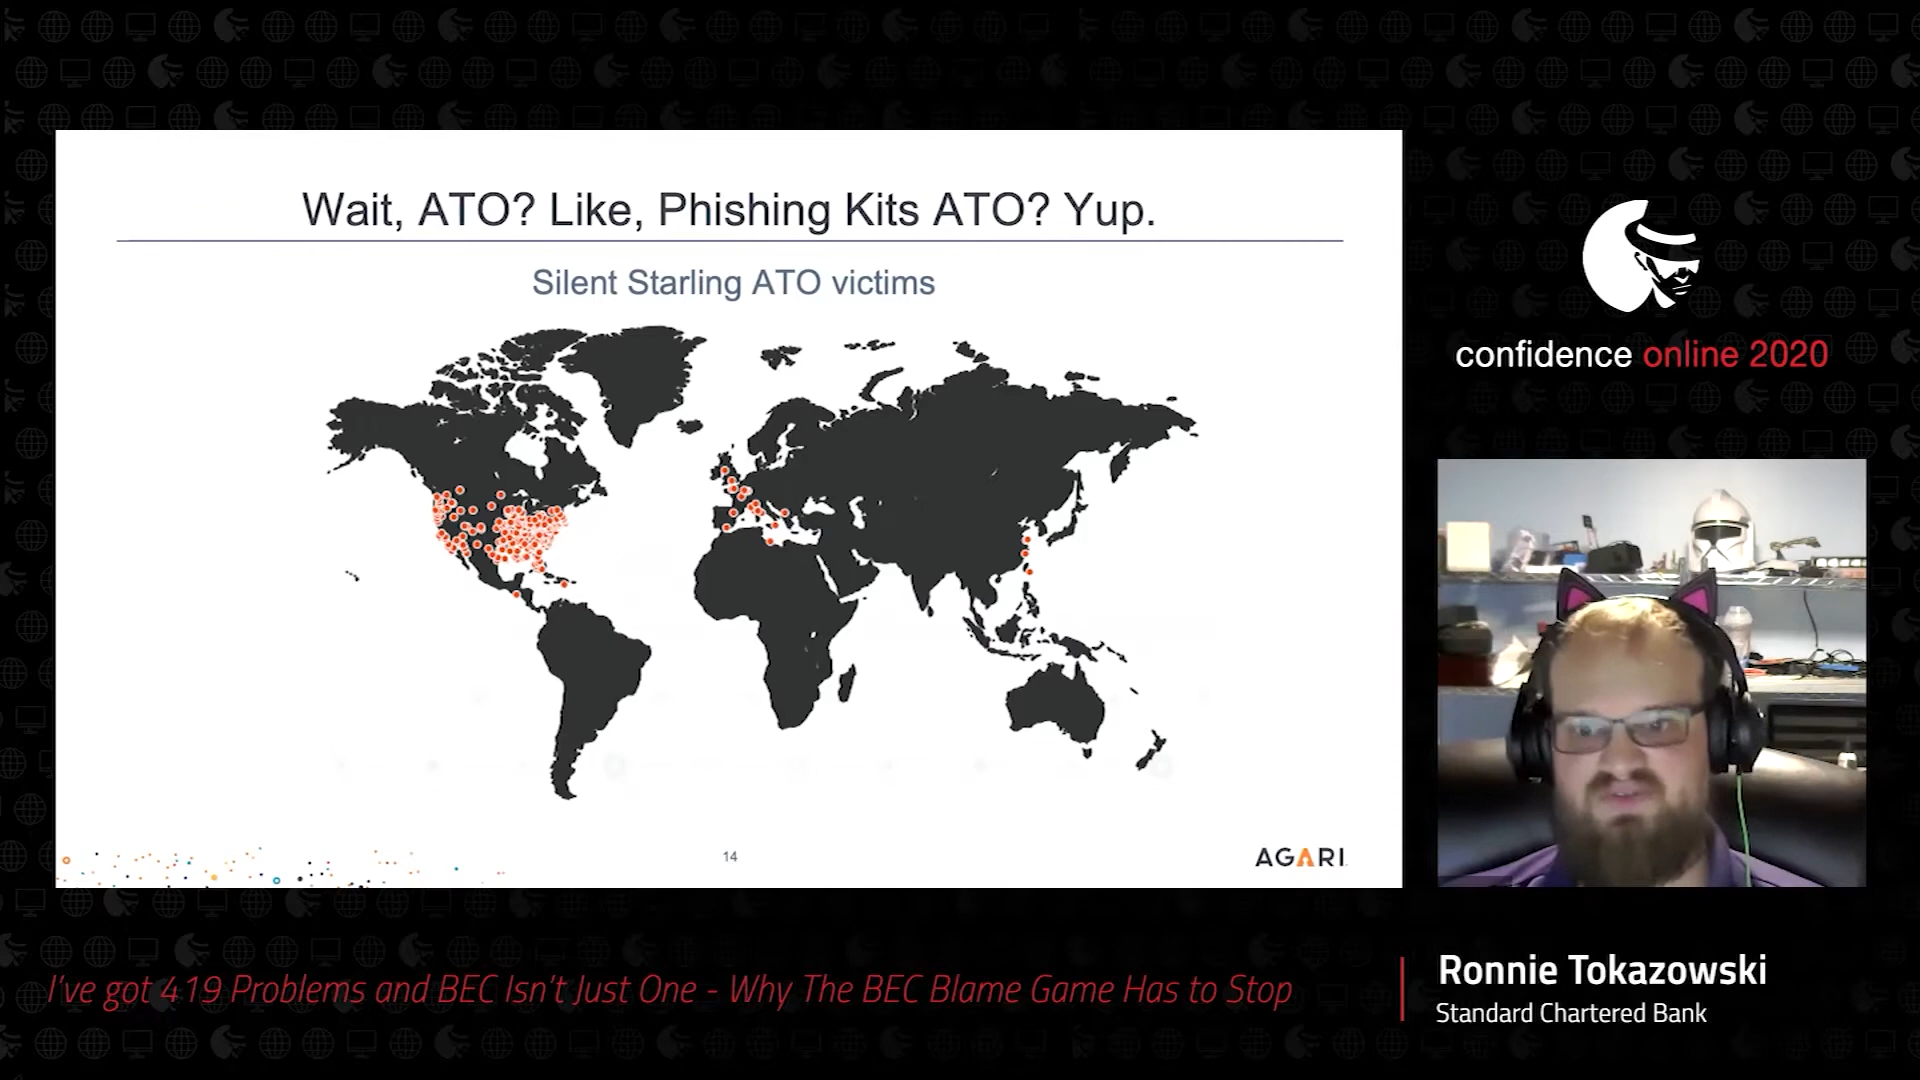 Wait, ATO? Like, Phishing Kits ATO? Yup.
Silent Starling ATO victims
14
AGARI
confidence online 2020
I've got 419 Problems and BEC Isn't Just One - Why The BEC Blame Game Has to Stop
Ronnie Tokazowski
Standard Chartered Bank